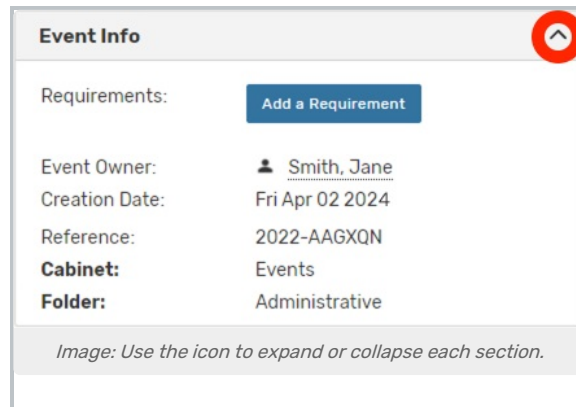 Event Info
Requirements: Add a Requirement
Event Owner: Smith, Jane
Creation Date: Fri Apr 02 2024
Reference: 2022-AAGXQN
Cabinet: Events
Folder: Administrative
Image: Use the icon to expand or collapse each section.